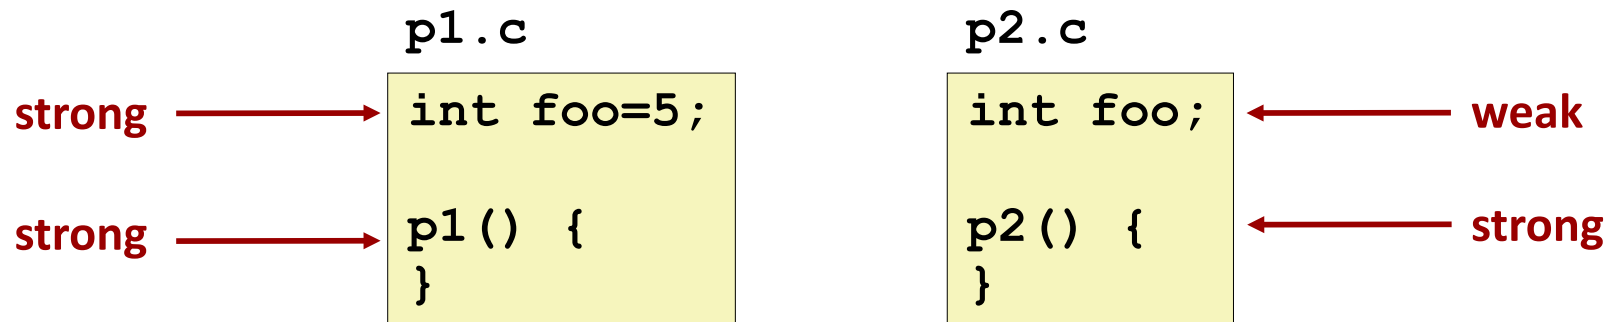 p1.c
p2.c
strong
int foo=5;
int foo;
weak
strong
p1() {
p2() {
strong
}
}